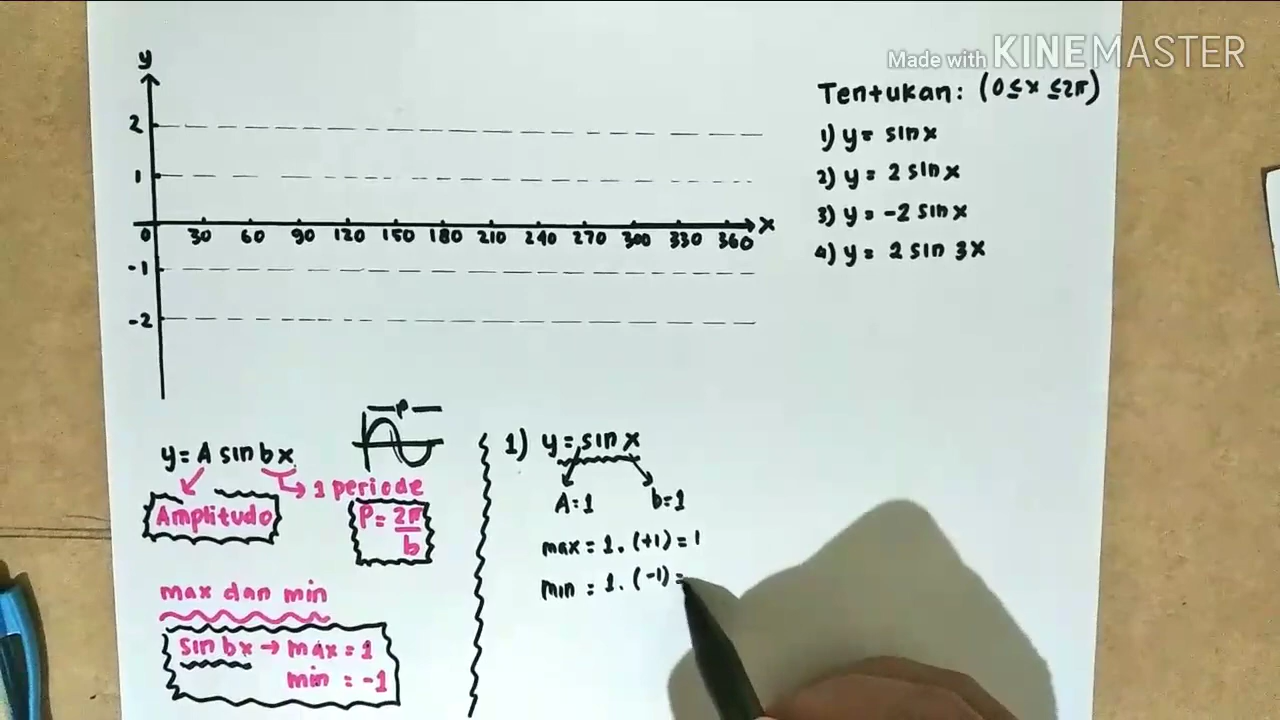 Made with KINEMASTER
y
2
1
0 30 60 90 120 150 180 210 240 270 300 330 360 x
-1
-2
Tentukan: (0 ≤ x ≤ 2π)
1) y = sin x
2) y = 2 sin x
3) y = -2 sin x
4) y = 2 sin 3x
P
y = A sin bx
1 periode
Amplitudo
P = 2π/b
max dan min
sin bx → max = 1
min = -1
1) y = sin x
A = 1 b = 1
max = 1 . (+1) = 1
min = 1 . (-1) =